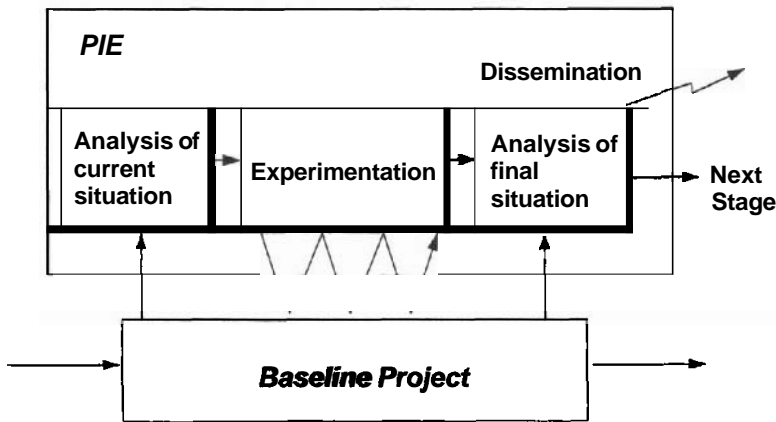 PIE
Dissemination
Analysis of
current
situation
Experimentation
Analysis of
final
situation
Next
Stage
Baseline Project